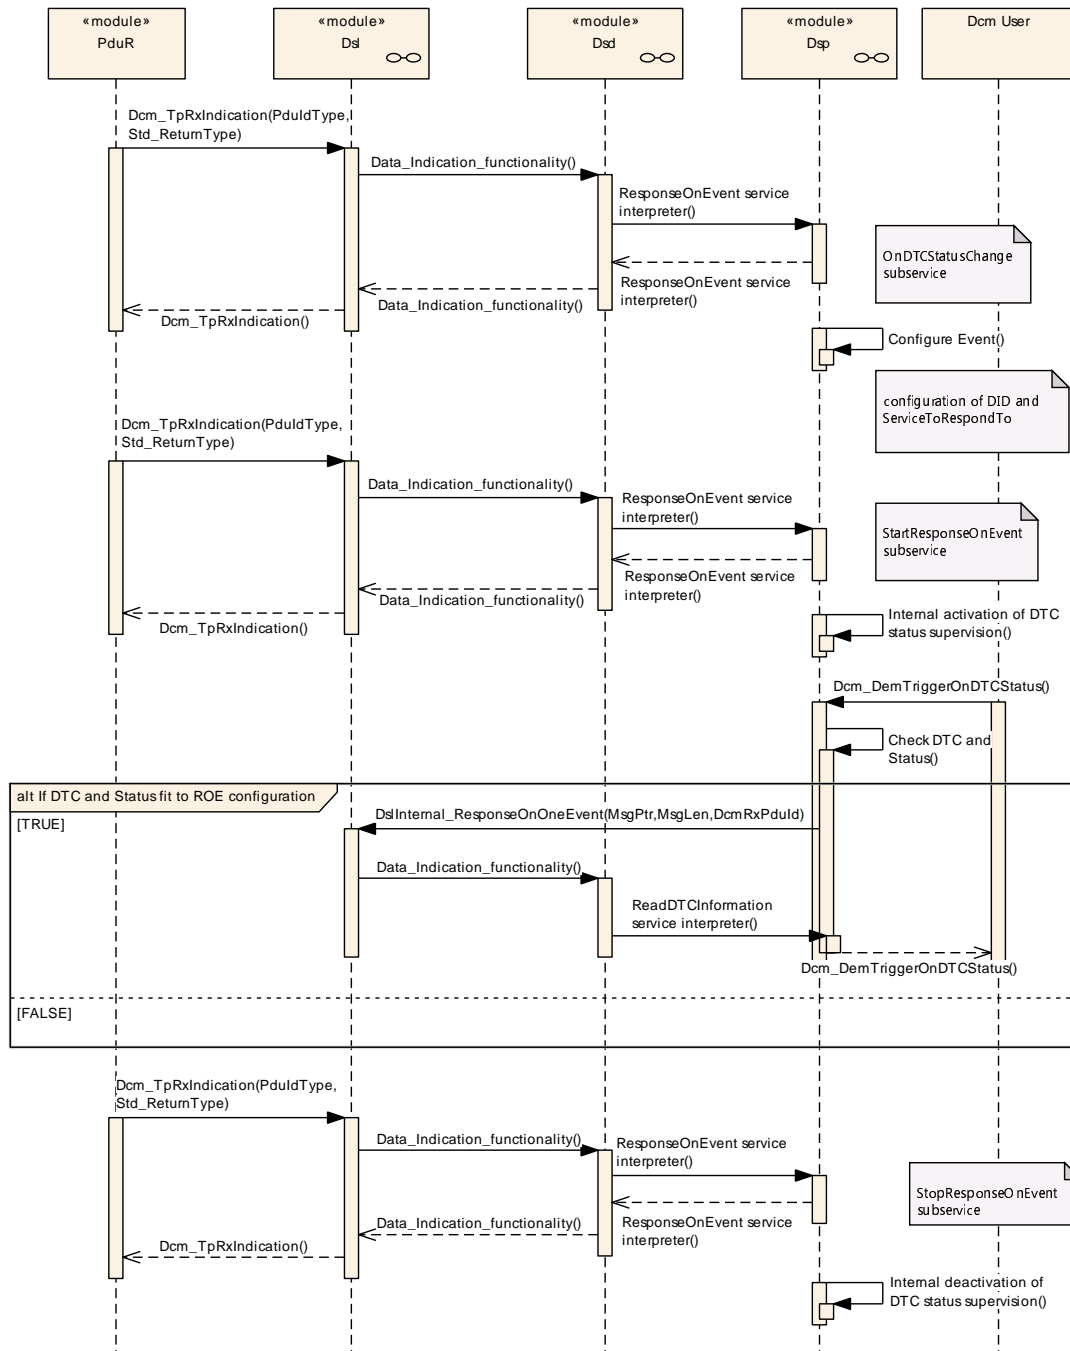 «module»
PduR
«module»
Dsl
«module»
Dsd
«module»
Dsp
Dcm User
Dcm_TpRxIndication(PduIdType,
Std_ReturnType)
Data_Indication_functionality()
ResponseOnEvent service
interpreter()
OnDTCStatusChange
subservice
ResponseOnEvent service
interpreter()
Data_Indication_functionality()
Dcm_TpRxIndication()
Configure Event()
configuration of DID and
ServiceToRespondTo
Dcm_TpRxIndication(PduIdType,
Std_ReturnType)
Data_Indication_functionality()
ResponseOnEvent service
interpreter()
StartResponseOnEvent
subservice
ResponseOnEvent service
interpreter()
Data_Indication_functionality()
Dcm_TpRxIndication()
Internal activation of DTC
status supervision()
Dcm_DemTriggerOnDTCStatus()
Check DTC and
Status()
alt If DTC and Status fit to ROE configuration
[TRUE]
DslInternal_ResponseOnOneEvent(MsgPtr,MsgLen,DcmRxPduId)
Data_Indication_functionality()
ReadDTCInformation
service interpreter()
Dcm_DemTriggerOnDTCStatus()
[FALSE]
Dcm_TpRxIndication(PduIdType,
Std_ReturnType)
Data_Indication_functionality()
ResponseOnEvent service
interpreter()
StopResponseOnEvent
subservice
ResponseOnEvent service
interpreter()
Data_Indication_functionality()
Dcm_TpRxIndication()
Internal deactivation of
DTC status supervision()